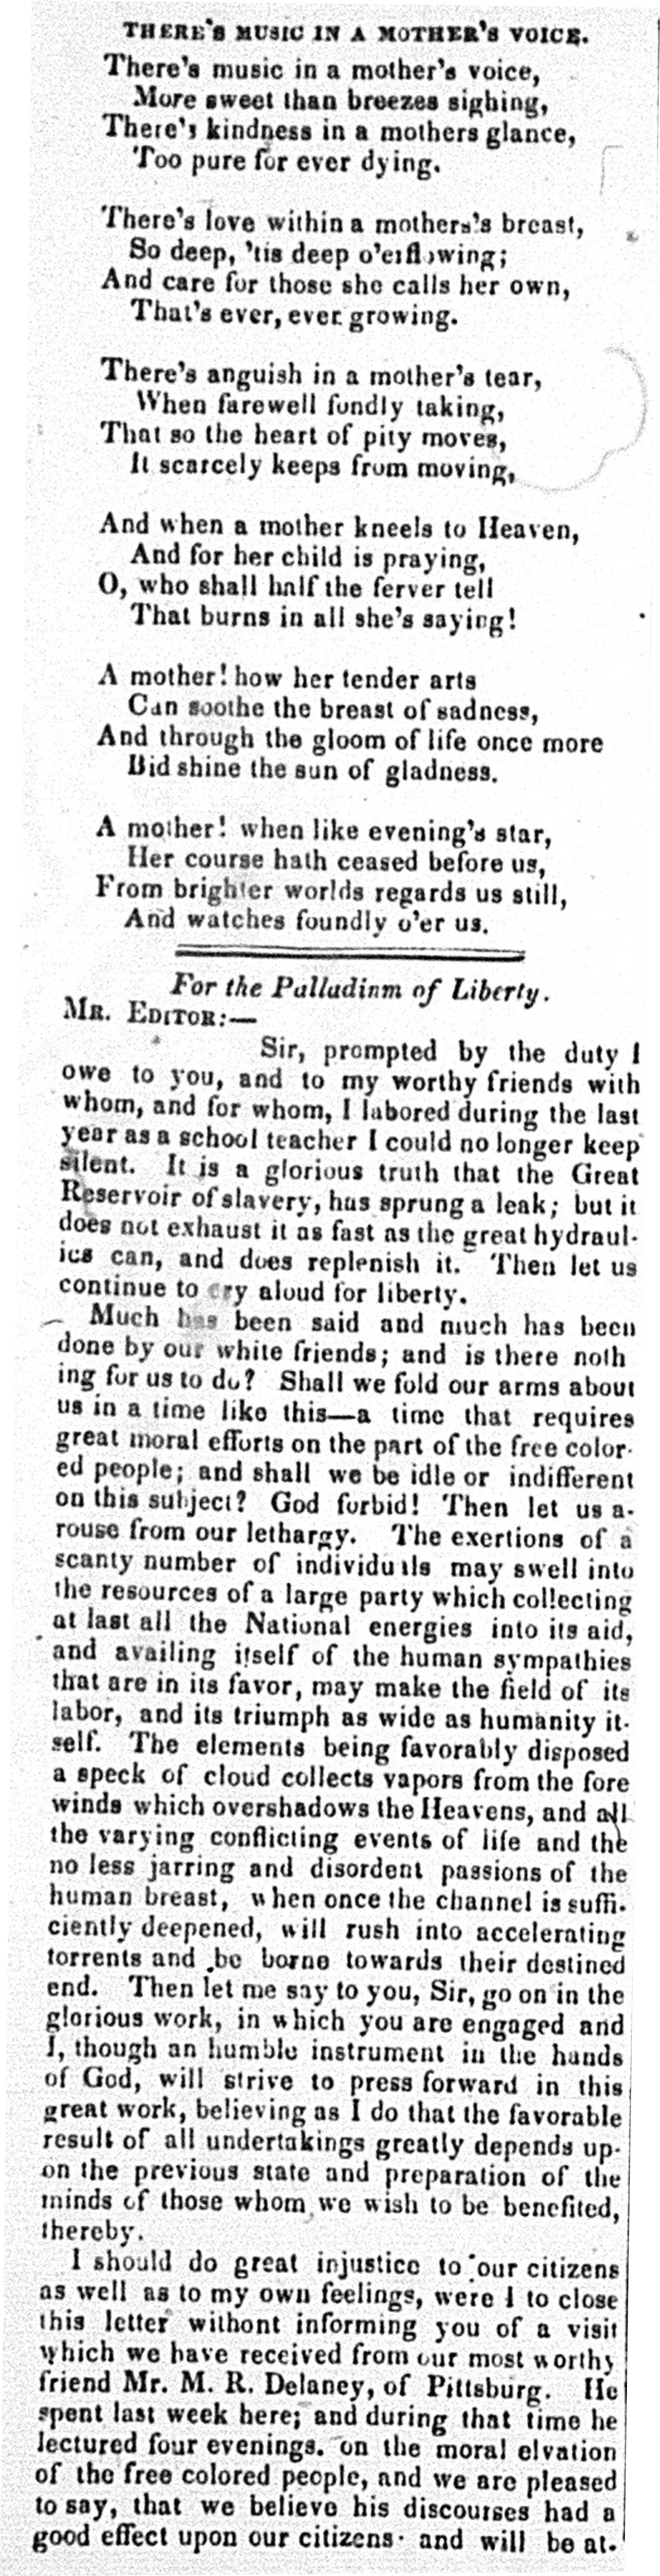 THERE'S MUSIC IN A MOTHER'S VOICE.
There's music in a mother's voice,
More sweet than breezes sighing,
There's kindness in a mothers glance,
Too pure for ever dying.
There's love within a mothers's breast,
So deep, 'tis deep o'erflowing;
And care for those she calls her own,
That's ever, ever growing.
There's anguish in a mother's tear,
When farewell fondly taking,
That so the heart of pity moves,
It scarcely keeps from moving,
And when a mother kneels to Heaven,
And for her child is praying,
O, who shall half the ferver tell
That burns in all she's saying!
A mother! how her tender arts
Can soothe the breast of sadness,
And through the gloom of life once more
Bid shine the sun of gladness.
A mother! when like evening's star,
Her course hath ceased before us,
From brighter worlds regards us still,
And watches foundly o'er us.
For the Palladinm of Liberty.
MR. EDITOR:—
Sir, prompted by the duty I
owe to you, and to my worthy friends with
whom, and for whom, I labored during the last
year as a school teacher I could no longer keep
silent. It is a glorious truth that the Great
Reservoir of slavery, has sprung a leak; but it
does not exhaust it as fast as the great hydraul-
ics can, and does replenish it. Then let us
continue to cry aloud for liberty.
Much has been said and much has been
done by our white friends; and is there noth
ing for us to do? Shall we fold our arms about
us in a time like this—a time that requires
great moral efforts on the part of the free color-
ed people; and shall we be idle or indifferent
on this subject? God forbid! Then let us a-
rouse from our lethargy. The exertions of a
scanty number of individuals may swell into
the resources of a large party which collecting
at last all the National energies into its aid,
and availing itself of the human sympathies
that are in its favor, may make the field of its
labor, and its triumph as wide as humanity it-
self. The elements being favorably disposed
a speck of cloud collects vapors from the fore
winds which overshadows the Heavens, and all
the varying conflicting events of life and the
no less jarring and disordent passions of the
human breast, when once the channel is suffi-
ciently deepened, will rush into accelerating
torrents and be borne towards their destined
end. Then let me say to you, Sir, go on in the
glorious work, in which you are engaged and
I, though an humble instrument in the hands
of God, will strive to press forward in this
great work, believing as I do that the favorable
result of all undertakings greatly depends up-
on the previous state and preparation of the
minds of those whom we wish to be benefited,
thereby.
I should do great injustice to our citizens
as well as to my own feelings, were I to close
this letter withont informing you of a visit
which we have received from our most worthy
friend Mr. M. R. Delaney, of Pittsburg. He
spent last week here; and during that time he
lectured four evenings. on the moral elvation
of the free colored people, and we are pleased
to say, that we believe his discourses had a
good effect upon our citizens· and will be at-